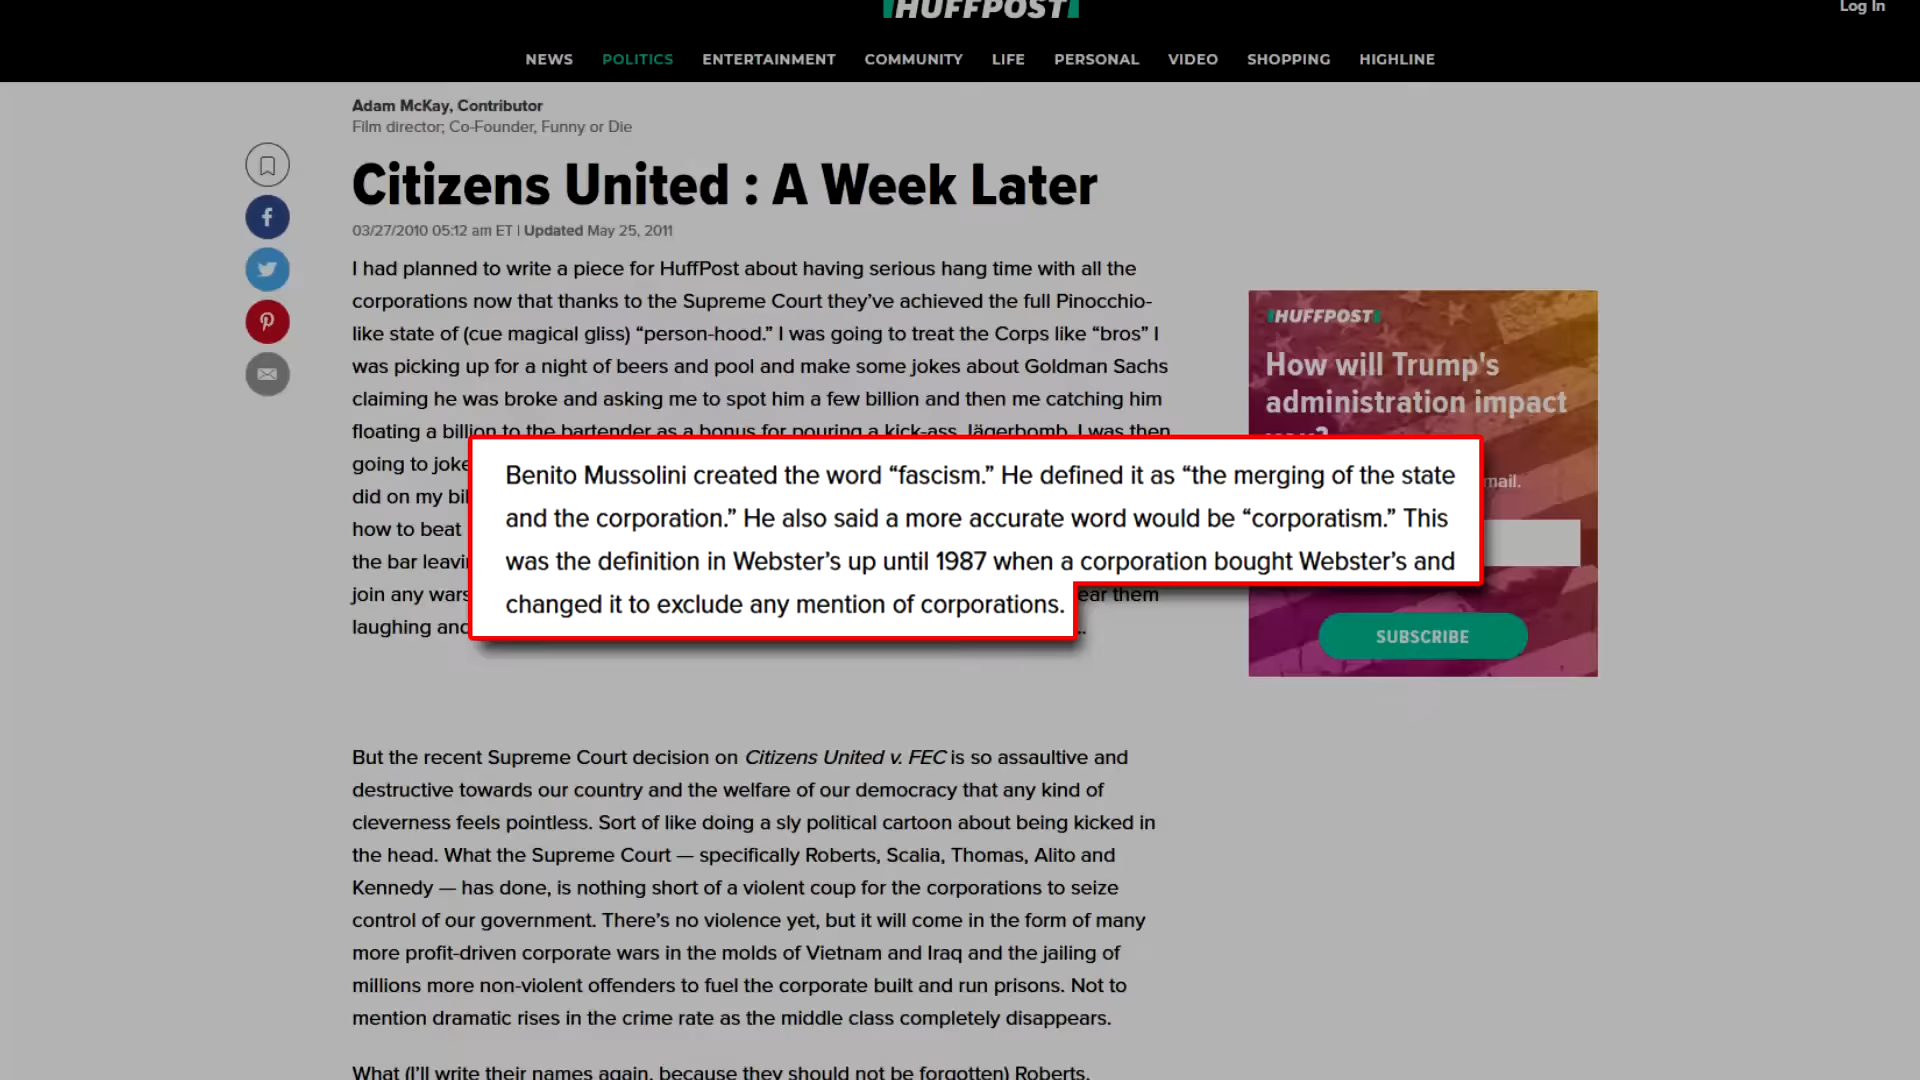 HUFFPOST
Log In
NEWS POLITICS ENTERTAINMENT COMMUNITY LIFE PERSONAL VIDEO SHOPPING HIGHLINE
Adam McKay, Contributor
Film director; Co-Founder, Funny or Die
Citizens United : A Week Later
03/27/2010 05:12 am ET | Updated May 25, 2011
I had planned to write a piece for HuffPost about having serious hang time with all the
corporations now that thanks to the Supreme Court they’ve achieved the full Pinocchio-
like state of (cue magical gliss) “person-hood.” I was going to treat the Corps like “bros” I
was picking up for a night of beers and pool and make some jokes about Goldman Sachs
claiming he was broke and asking me to spot him a few billion and then me catching him
floating a billion to the bartender as a bonus for pouring a kick-ass Jägerbomb. I was then
going to joke
did on my
how to beat
the bar
join any wars
ear them
laughing and
..
Benito Mussolini created the word “fascism.” He defined it as “the merging of the state
and the corporation.” He also said a more accurate word would be “corporatism.” This
was the definition in Webster’s up until 1987 when a corporation bought Webster’s and
changed it to exclude any mention of corporations.
HUFFPOST
How will Trump's
administration impact
mail.
SUBSCRIBE
But the recent Supreme Court decision on Citizens United v. FEC is so assaultive and
destructive towards our country and the welfare of our democracy that any kind of
cleverness feels pointless. Sort of like doing a sly political cartoon about being kicked in
the head. What the Supreme Court — specifically Roberts, Scalia, Thomas, Alito and
Kennedy — has done, is nothing short of a violent coup for the corporations to seize
control of our government. There’s no violence yet, but it will come in the form of many
more profit-driven corporate wars in the molds of Vietnam and Iraq and the jailing of
millions more non-violent offenders to fuel the corporate built and run prisons. Not to
mention dramatic rises in the crime rate as the middle class completely disappears.
What (I’ll write their names again, because they should not be forgotten) Roberts,